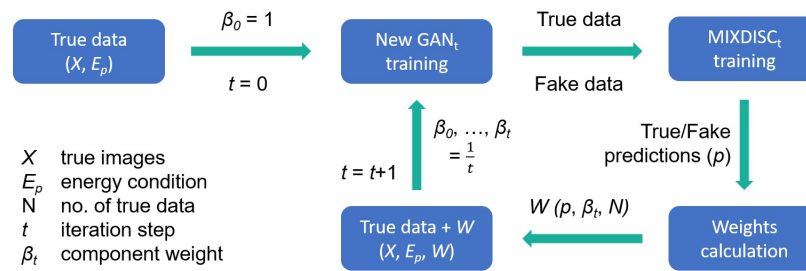 True data
(X, Eₚ)
β₀ = 1
t = 0
New GANₜ
training
True data
Fake data
MIXDISCₜ
training
True/Fake
predictions (p)
Weights
calculation
W (p, βₜ, N)
True data + W
(X, Eₚ, W)
t = t+1
β₀, …, βₜ
= 1/t
X true images
Eₚ energy condition
N no. of true data
t iteration step
βₜ component weight